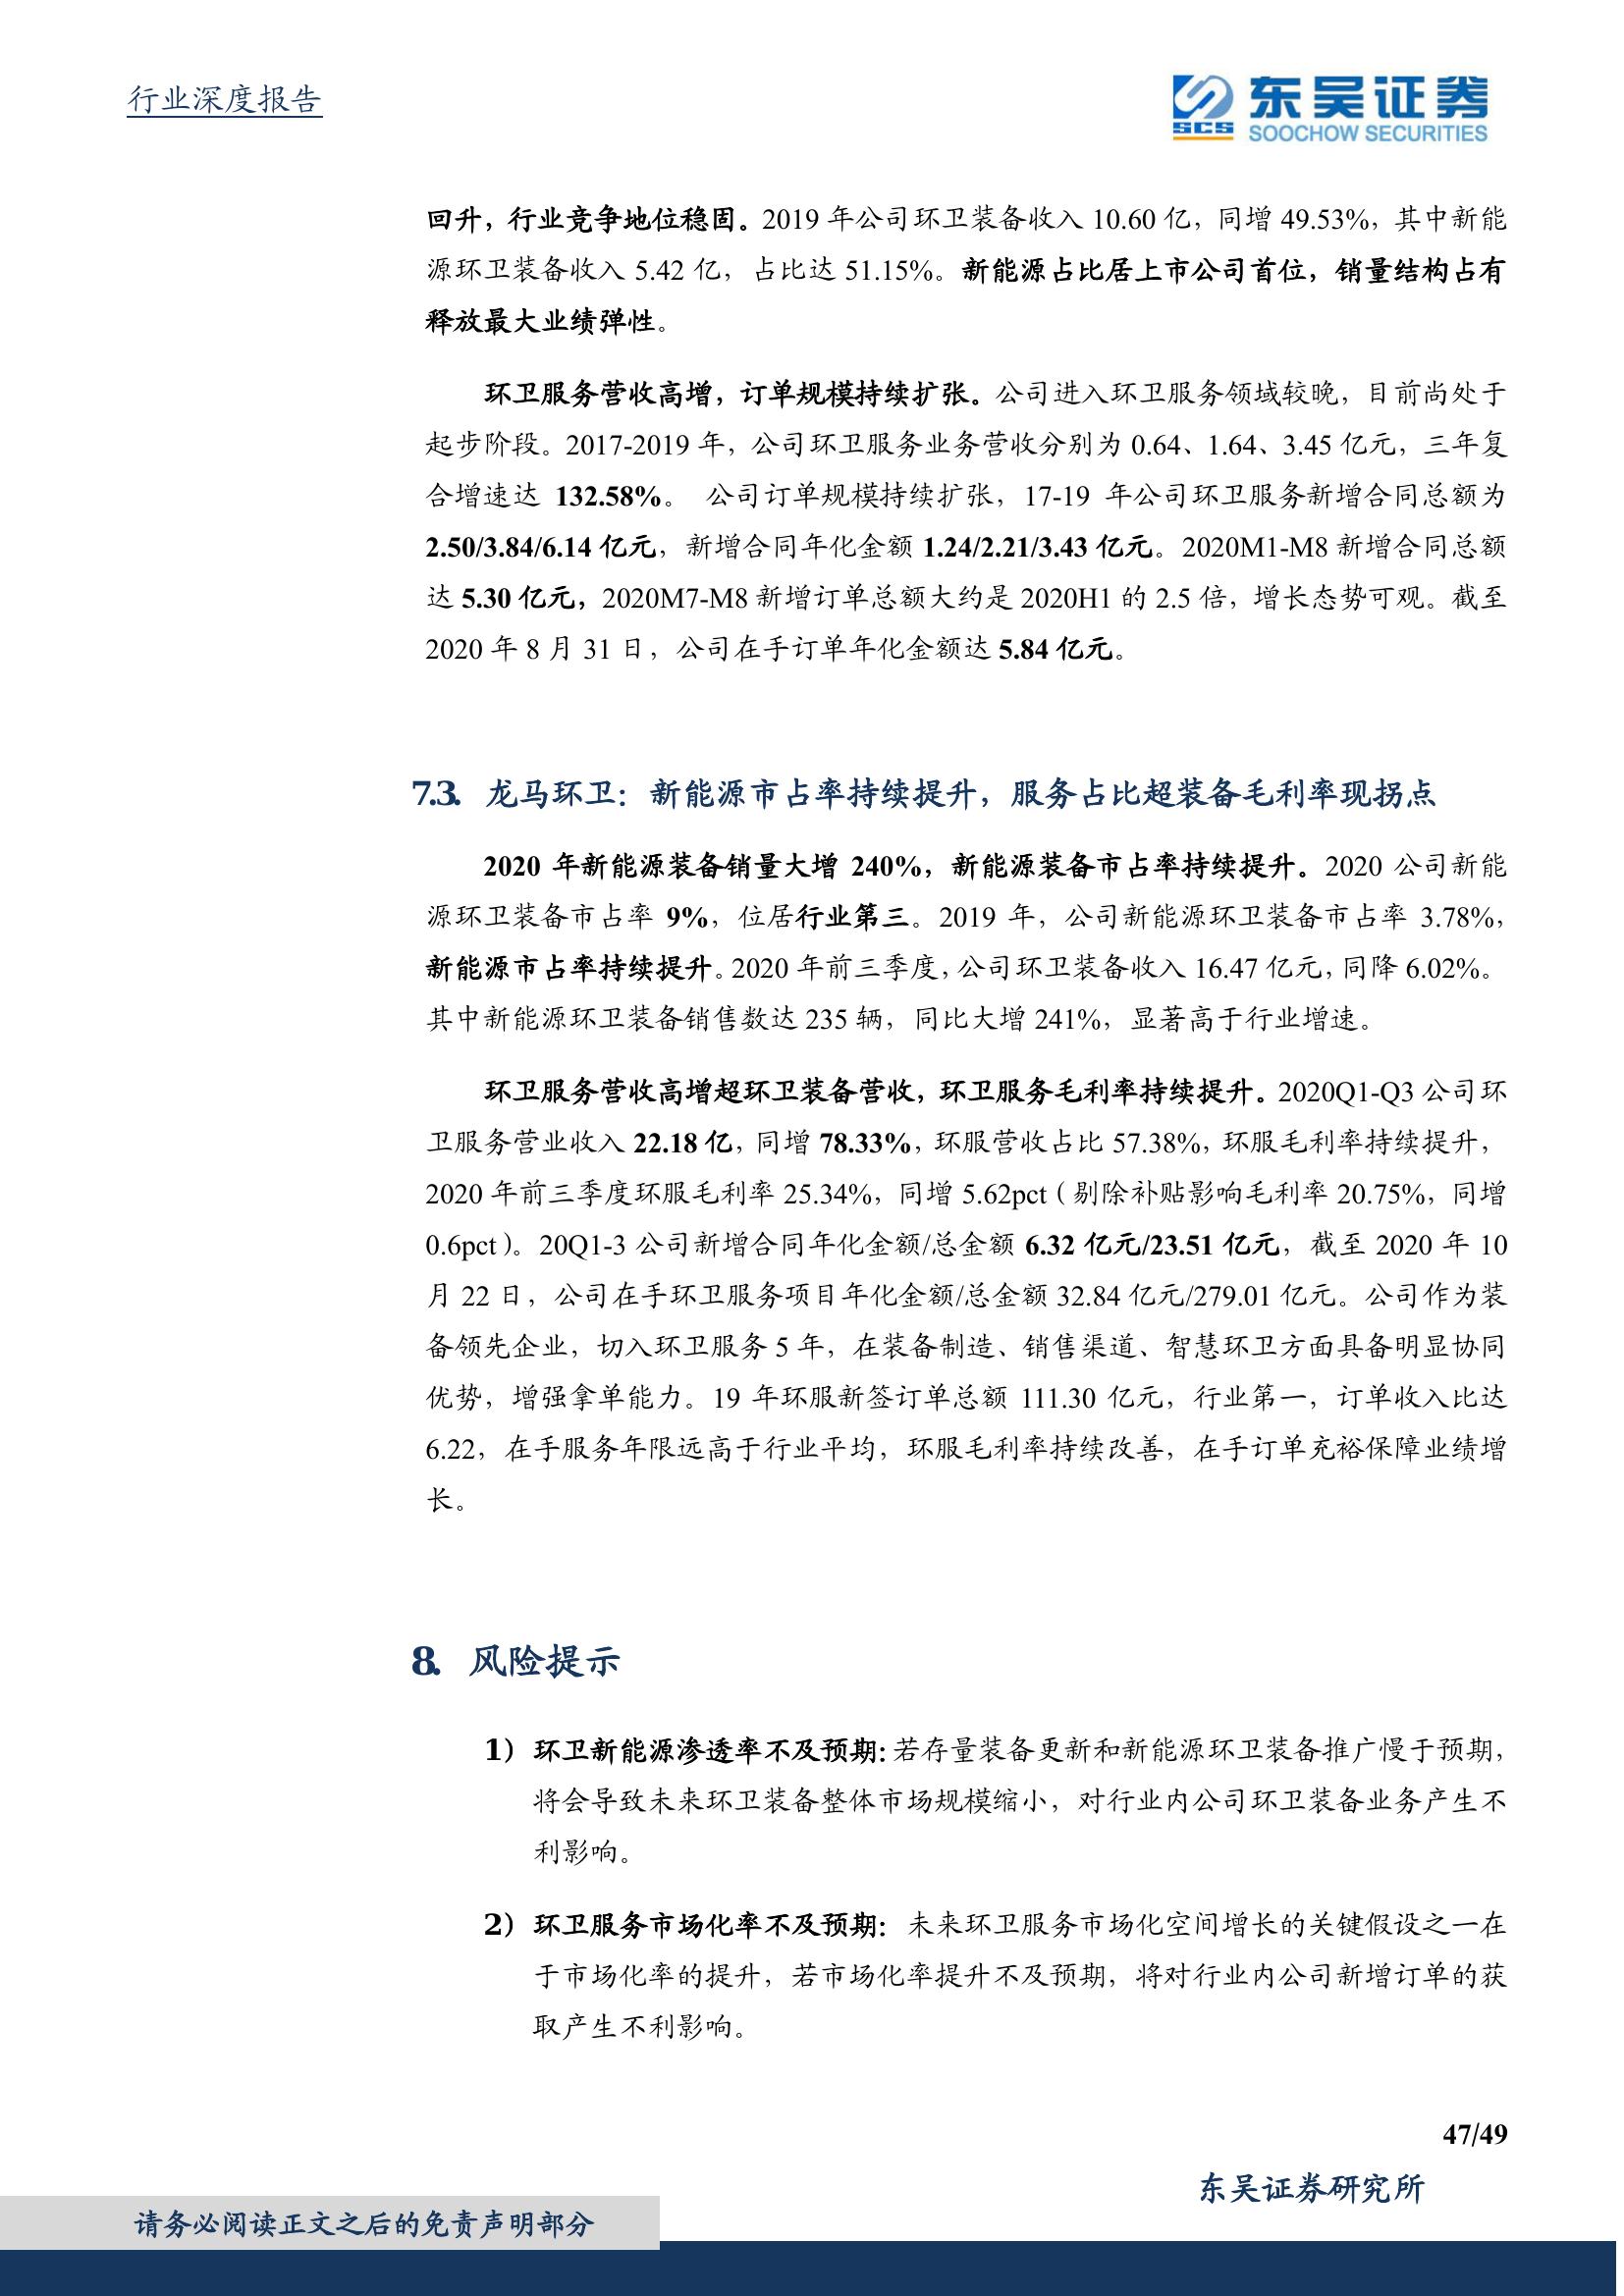 行业深度报告
东吴证券
SCS
SOOCHOW SECURITIES
回升，行业竞争地位稳固。2019 年公司环卫装备收入 10.60 亿，同增 49.53%，其中新能
源环卫装备收入 5.42 亿，占比达 51.15%。新能源占比居上市公司首位，销量结构占有
释放最大业绩弹性。
环卫服务营收高增，订单规模持续扩张。公司进入环卫服务领域较晚，目前尚处于
起步阶段。2017-2019 年，公司环卫服务业务营收分别为 0.64、1.64、3.45 亿元，三年复
合增速达 132.58%。 公司订单规模持续扩张，17-19 年公司环卫服务新增合同总额为
2.50/3.84/6.14 亿元，新增合同年化金额 1.24/2.21/3.43 亿元。2020M1-M8 新增合同总额
达 5.30 亿元，2020M7-M8 新增订单总额大约是 2020H1 的 2.5 倍，增长态势可观。截至
2020 年 8 月 31 日，公司在手订单年化金额达 5.84 亿元。
7.3. 龙马环卫：新能源市占率持续提升，服务占比超装备毛利率现拐点
2020 年新能源装备销量大增 240%，新能源装备市占率持续提升。2020 公司新能
源环卫装备市占率 9%，位居行业第三。2019 年，公司新能源环卫装备市占率 3.78%，
新能源市占率持续提升。2020 年前三季度，公司环卫装备收入 16.47 亿元，同降 6.02%。
其中新能源环卫装备销售数达 235 辆，同比大增 241%，显著高于行业增速。
环卫服务营收高增超环卫装备营收，环卫服务毛利率持续提升。2020Q1-Q3 公司环
卫服务营业收入 22.18 亿，同增 78.33%，环服营收占比 57.38%，环服毛利率持续提升，
2020 年前三季度环服毛利率 25.34%，同增 5.62pct（剔除补贴影响毛利率 20.75%，同增
0.6pct）。20Q1-3 公司新增合同年化金额/总金额 6.32 亿元/23.51 亿元，截至 2020 年 10
月 22 日，公司在手环卫服务项目年化金额/总金额 32.84 亿元/279.01 亿元。公司作为装
备领先企业，切入环卫服务 5 年，在装备制造、销售渠道、智慧环卫方面具备明显协同
优势，增强拿单能力。19 年环服新签订单总额 111.30 亿元，行业第一，订单收入比达
6.22，在手服务年限远高于行业平均，环服毛利率持续改善，在手订单充裕保障业绩增
长。
8. 风险提示
1）环卫新能源渗透率不及预期：若存量装备更新和新能源环卫装备推广慢于预期，
将会导致未来环卫装备整体市场规模缩小，对行业内公司环卫装备业务产生不
利影响。
2）环卫服务市场化率不及预期： 未来环卫服务市场化空间增长的关键假设之一在
于市场化率的提升，若市场化率提升不及预期，将对行业内公司新增订单的获
取产生不利影响。
47/49
东吴证券研究所
请务必阅读正文之后的免责声明部分